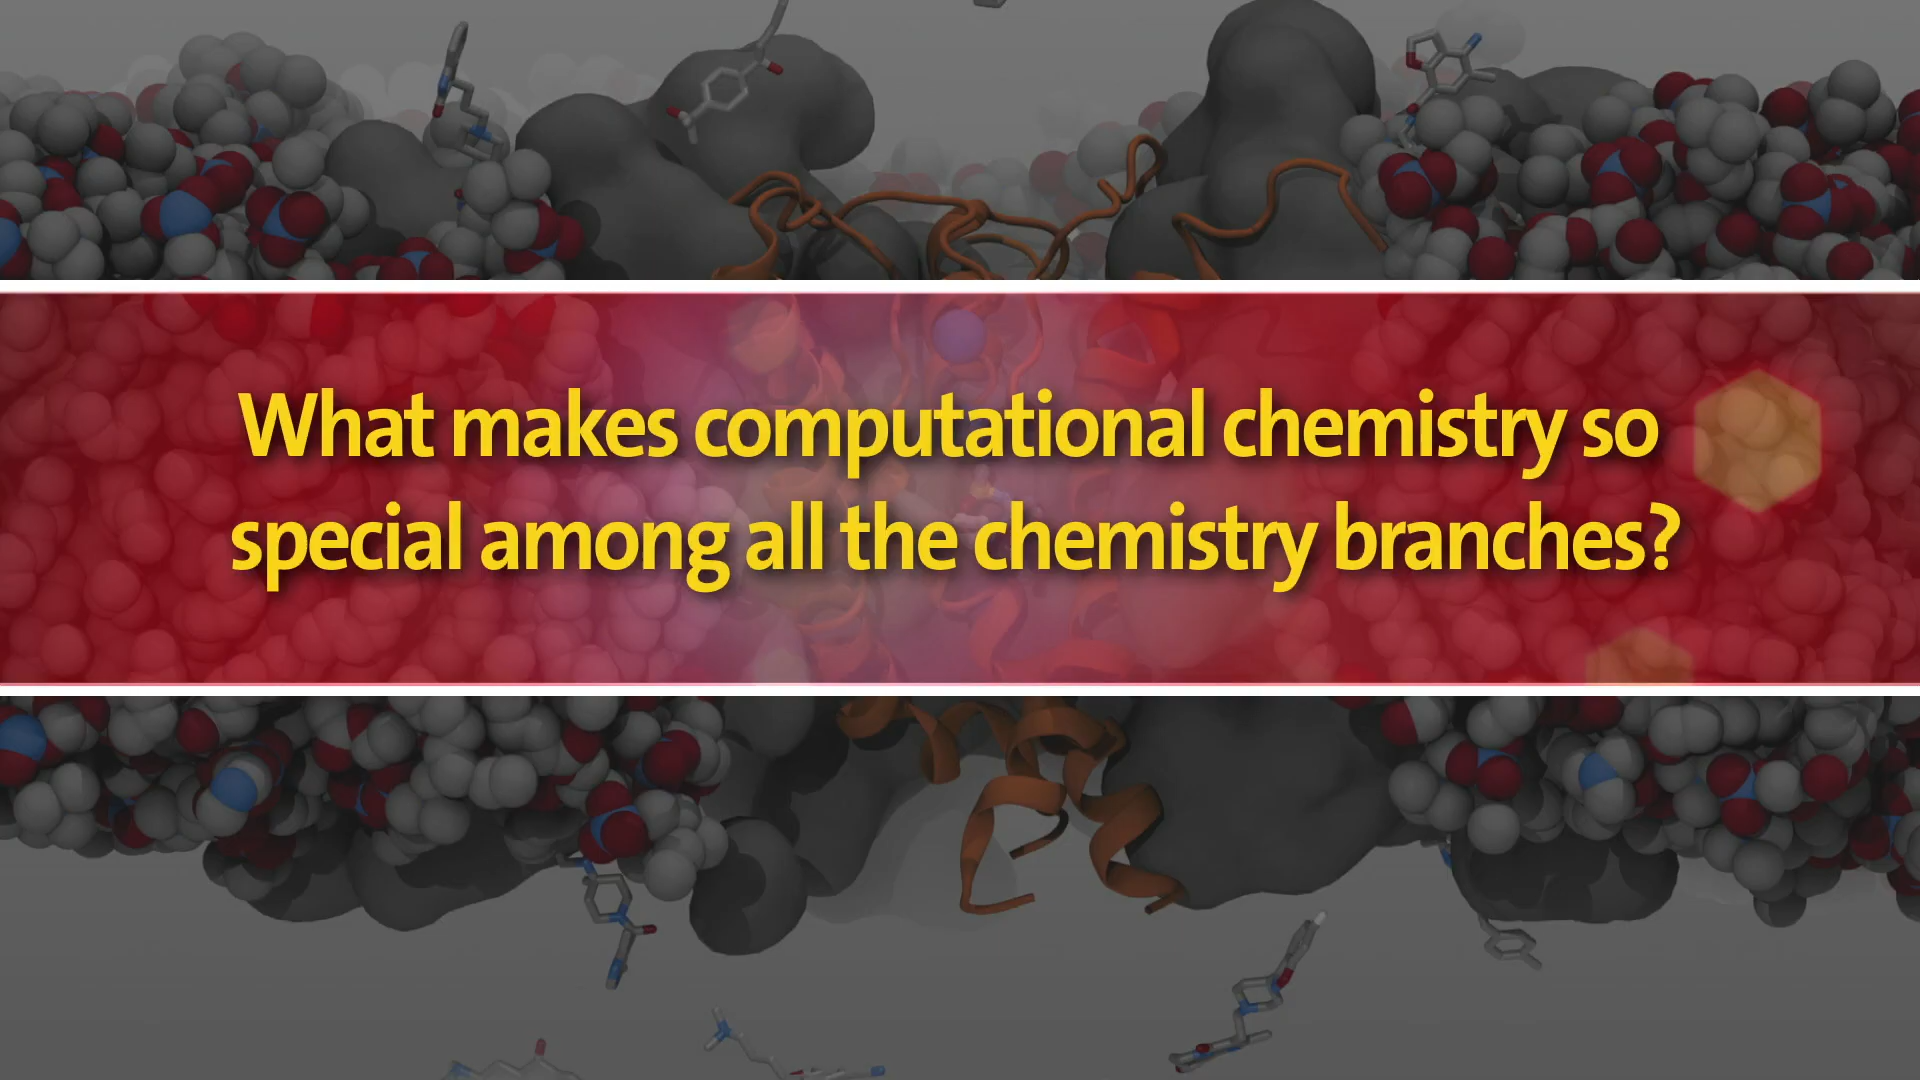 What makes computational chemistry so
special among all the chemistry branches?